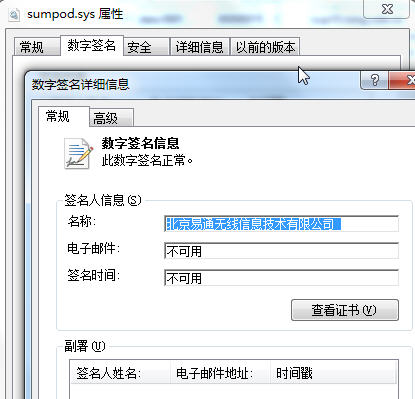 sumpod.sys 属性
常规 数字签名 安全 详细信息 以前的版本
数字签名详细信息
常规 高级
数字签名信息
此数字签名正常。
签名人信息(S)
名称: 北京易通无线信息技术有限公司
电子邮件: 不可用
签名时间: 不可用
查看证书(V)
副署(U)
签名人姓名: 电子邮件地址: 时间戳